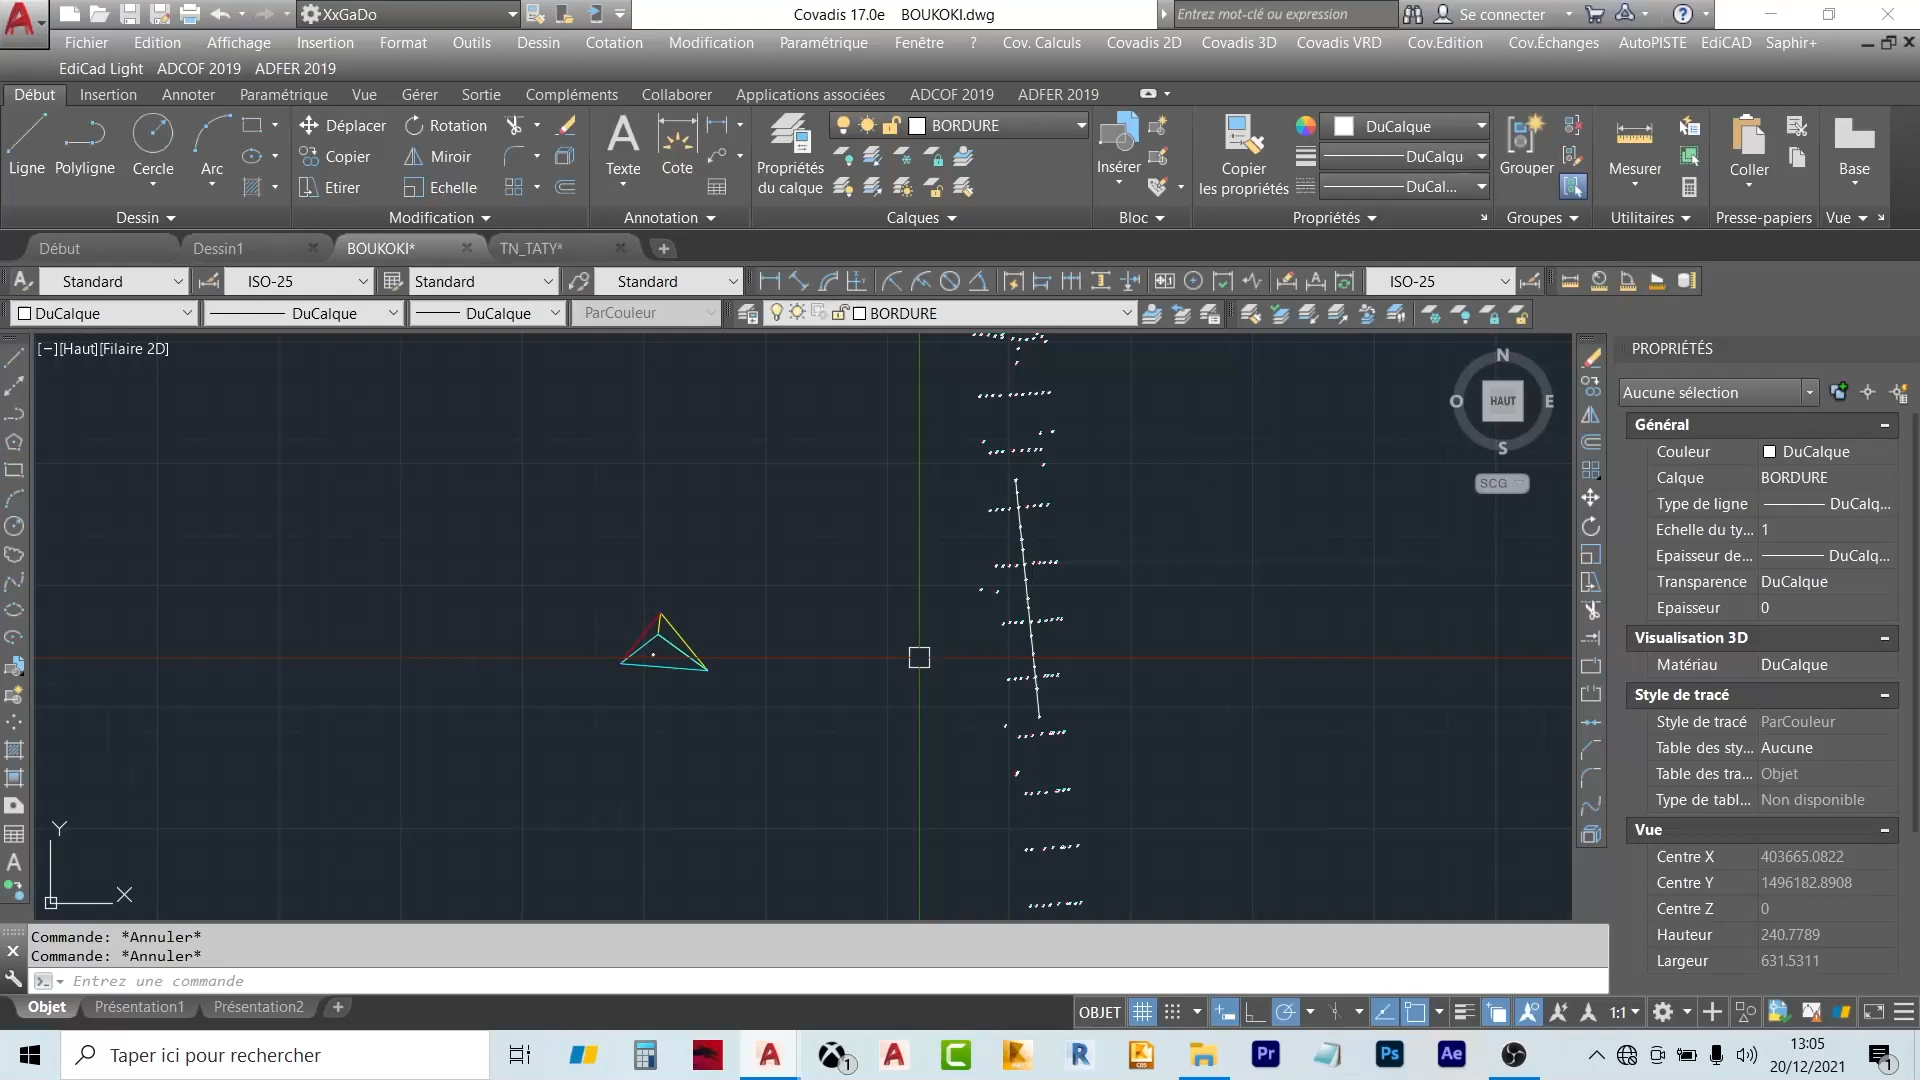 XxGaDo
Covadis 17.0e BOUKOKI.dwg
Entrez mot-clé ou expression
Se connecter
Fichier Edition Affichage Insertion Format Outils Dessin Cotation Modification Paramétrique Fenêtre ? Cov. Calculs Covadis 2D Covadis 3D Covadis VRD Cov.Edition Cov.Échanges AutoPISTE EdiCAD Saphir+
EdiCad Light ADCOF 2019 ADFER 2019
Début Insertion Annoter Paramétrique Vue Gérer Sortie Compléments Collaborer Applications associées ADCOF 2019 ADFER 2019
Ligne Polyligne Cercle Arc
Déplacer Rotation
Copier Miroir
Etirer Echelle
Texte Cote
Propriétés
du calque
BORDURE
Insérer
Copier
les propriétés
DuCalque
DuCalqu
DuCal...
Grouper
Mesurer
Coller
Base
Dessin Modification Annotation Calques Bloc Propriétés Groupes Utilitaires Presse-papiers Vue
Début Dessin1 BOUKOKI* TN_TATY*
Standard ISO-25 Standard Standard ISO-25
DuCalque DuCalque DuCalque ParCouleur BORDURE
[−][Haut][Filaire 2D]
N
O HAUT E
S
SCG
Y
X
PROPRIÉTÉS
Aucune sélection
Général
Couleur DuCalque
Calque BORDURE
Type de ligne DuCalq...
Echelle du ty... 1
Epaisseur de... DuCalq...
Transparence DuCalque
Epaisseur 0
Visualisation 3D
Matériau DuCalque
Style de tracé
Style de tracé ParCouleur
Table des sty... Aucune
Table des tra... Objet
Type de tabl... Non disponible
Vue
Centre X 403665.0822
Centre Y 1496182.8908
Centre Z 0
Hauteur 240.7789
Largeur 631.5311
Commande: *Annuler*
Commande: *Annuler*
Entrez une commande
Objet Présentation1 Présentation2
OBJET 1:1
Taper ici pour rechercher
1
Pr Ps Ae
13:05
20/12/2021
1